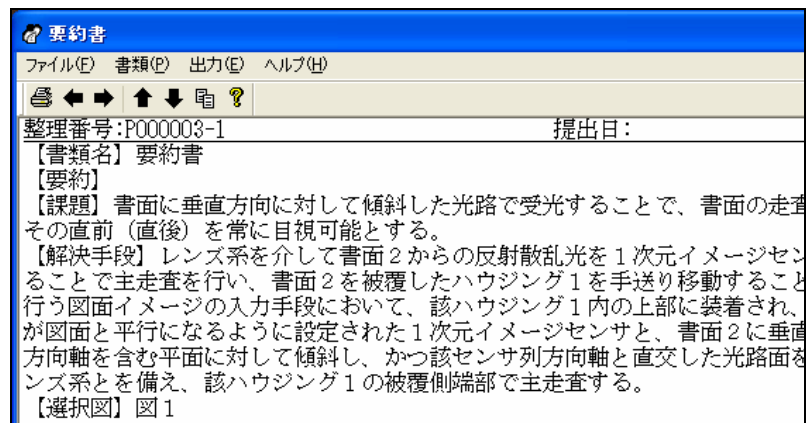 要約書
ファイル(F) 書類(P) 出力(E) ヘルプ(H)
整理番号:P000003-1 提出日:
【書類名】要約書
【要約】
【課題】書面に垂直方向に対して傾斜した光路で受光することで、書面の走査
その直前（直後）を常に目視可能とする。
【解決手段】レンズ系を介して書面２からの反射散乱光を１次元イメージセン
ることで主走査を行い、書面２を被覆したハウジング１を手送り移動すること
行う図面イメージの入力手段において、該ハウジング１内の上部に装着され、
が図面と平行になるように設定された１次元イメージセンサと、書面２に垂直
方向軸を含む平面に対して傾斜し、かつ該センサ列方向軸と直交した光路面を
ンズ系とを備え、該ハウジング１の被覆側端部で主走査する。
【選択図】図１